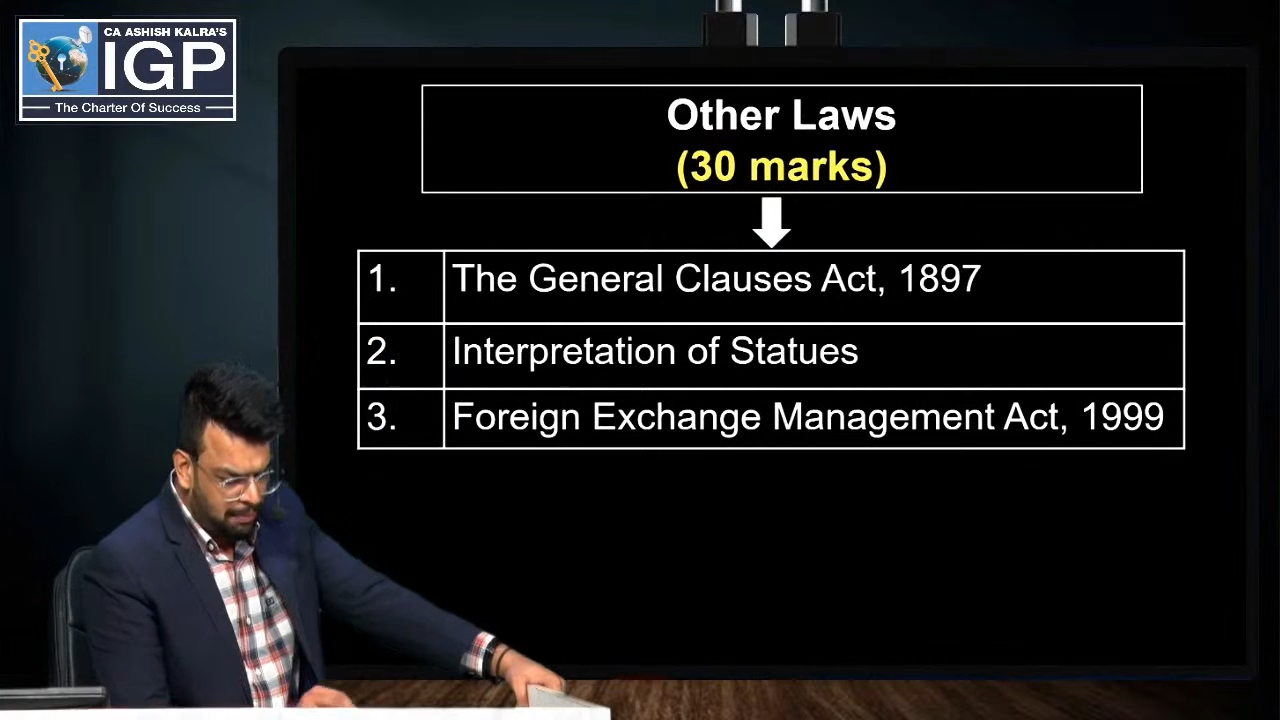 CA ASHISH KALRA'S
IGP
The Charter Of Success
Other Laws
(30 marks)
1. The General Clauses Act, 1897
2. Interpretation of Statues
3. Foreign Exchange Management Act, 1999